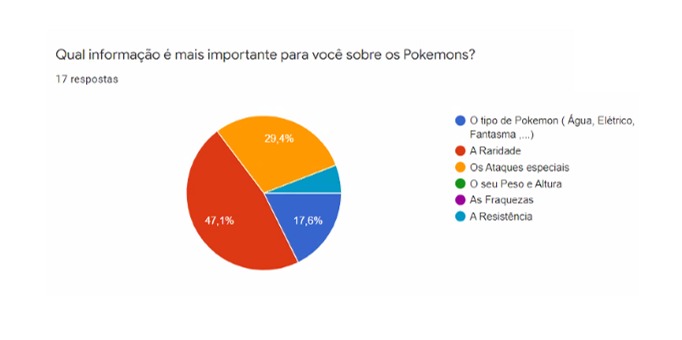 Qual informação é mais importante para você sobre os Pokemons?
17 respostas
29,4%
47,1%
17,6%
O tipo de Pokemon ( Água, Elétrico,
Fantasma ,...)
A Raridade
Os Ataques especiais
O seu Peso e Altura
As Fraquezas
A Resistência